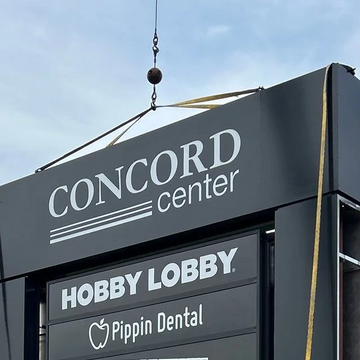 CONCORD
center
HOBBY LOBBY®
Pippin Dental